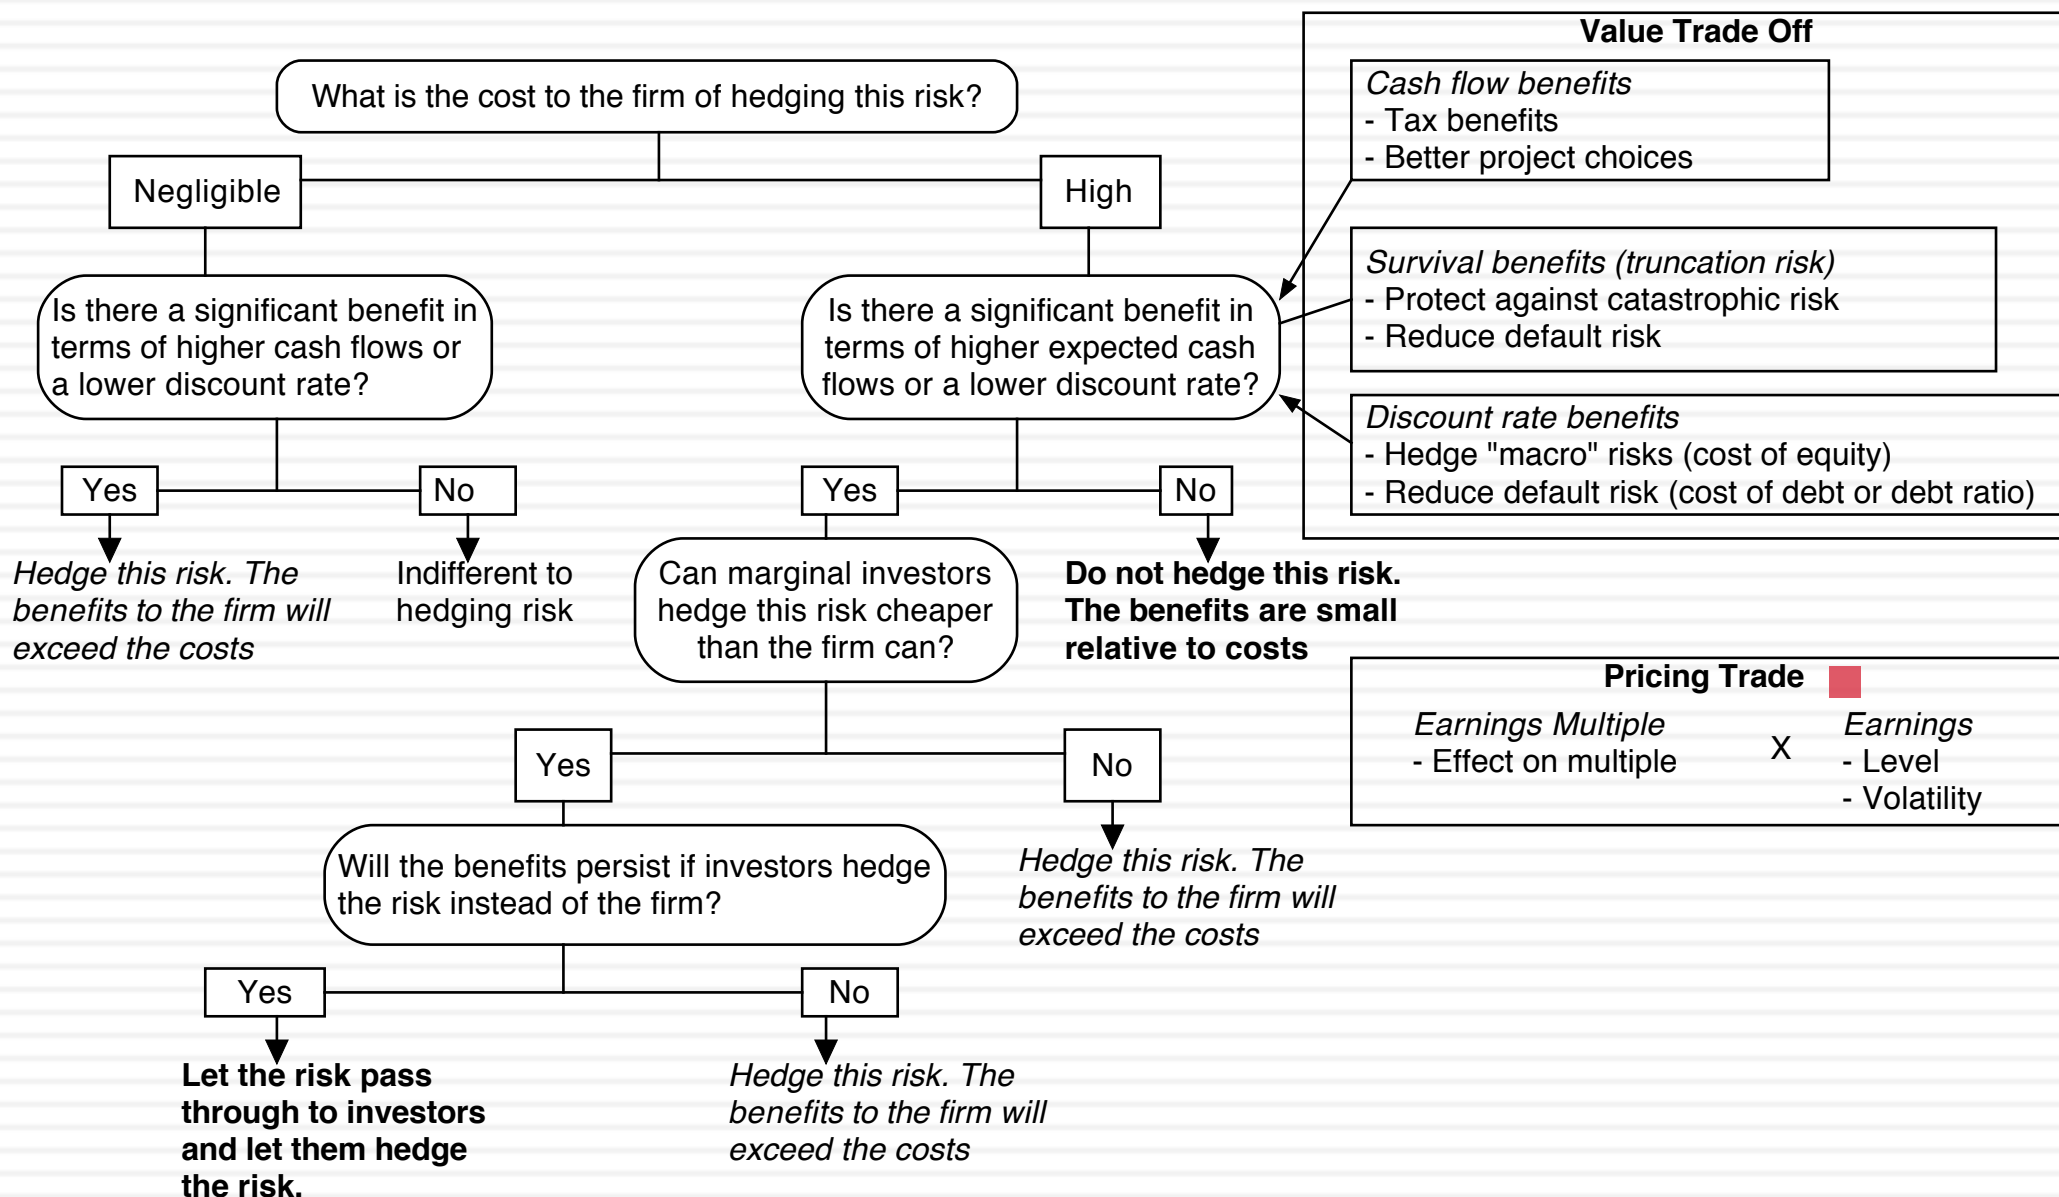 Value Trade Off
What is the cost to the firm of hedging this risk?
Cash flow benefits
- Tax benefits
- Better project choices
Negligible
High
Survival benefits (truncation risk)
- Protect against catastrophic risk
- Reduce default risk
Is there a significant benefit in
terms of higher cash flows or
a lower discount rate?
Is there a significant benefit in
terms of higher expected cash
flows or a lower discount rate?
Discount rate benefits
- Hedge "macro" risks (cost of equity)
- Reduce default risk (cost of debt or debt ratio)
Yes
No
Yes
No
Hedge this risk. The
benefits to the firm will
exceed the costs
Indifferent to
hedging risk
Can marginal investors
hedge this risk cheaper
than the firm can?
Do not hedge this risk.
The benefits are small
relative to costs
Pricing Trade
Earnings Multiple
- Effect on multiple
X
Earnings
- Level
- Volatility
Yes
No
Will the benefits persist if investors hedge
the risk instead of the firm?
Hedge this risk. The
benefits to the firm will
exceed the costs
Yes
No
Let the risk pass
through to investors
and let them hedge
the risk.
Hedge this risk. The
benefits to the firm will
exceed the costs